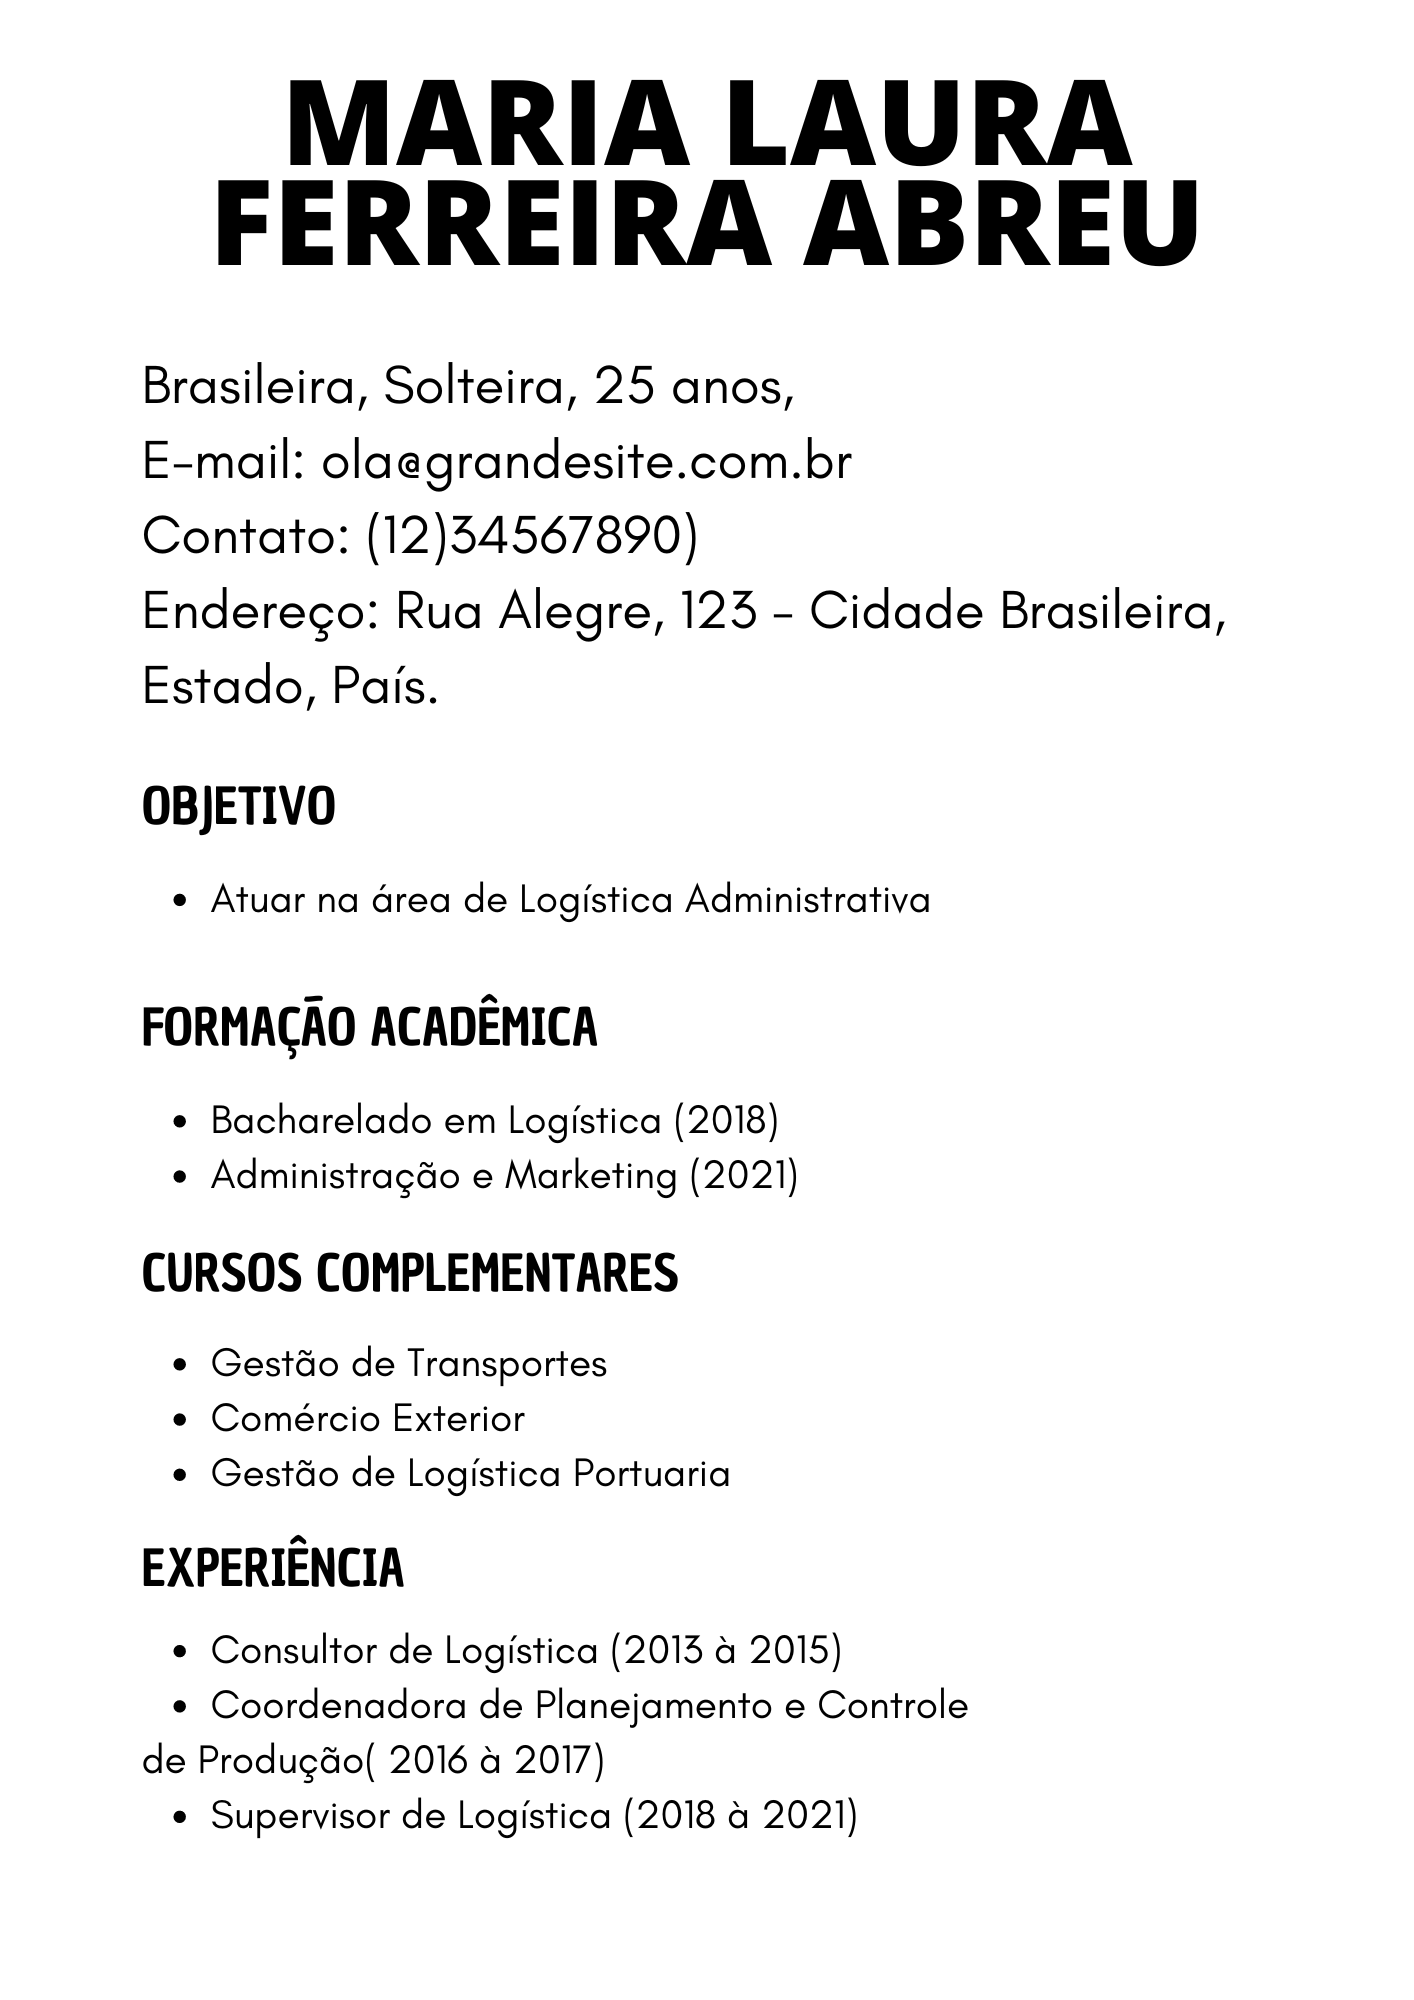 MARIA LAURA
FERREIRA ABREU
Brasileira, Solteira, 25 anos,
E-mail: ola@grandesite.com.br
Contato: (12)34567890)
Endereço: Rua Alegre, 123 - Cidade Brasileira,
Estado, País.
OBJETIVO
• Atuar na área de Logística Administrativa
FORMAÇÃO ACADÊMICA
• Bacharelado em Logística (2018)
• Administração e Marketing (2021)
CURSOS COMPLEMENTARES
• Gestão de Transportes
• Comércio Exterior
• Gestão de Logística Portuaria
EXPERIÊNCIA
• Consultor de Logística (2013 à 2015)
• Coordenadora de Planejamento e Controle
de Produção( 2016 à 2017)
• Supervisor de Logística (2018 à 2021)